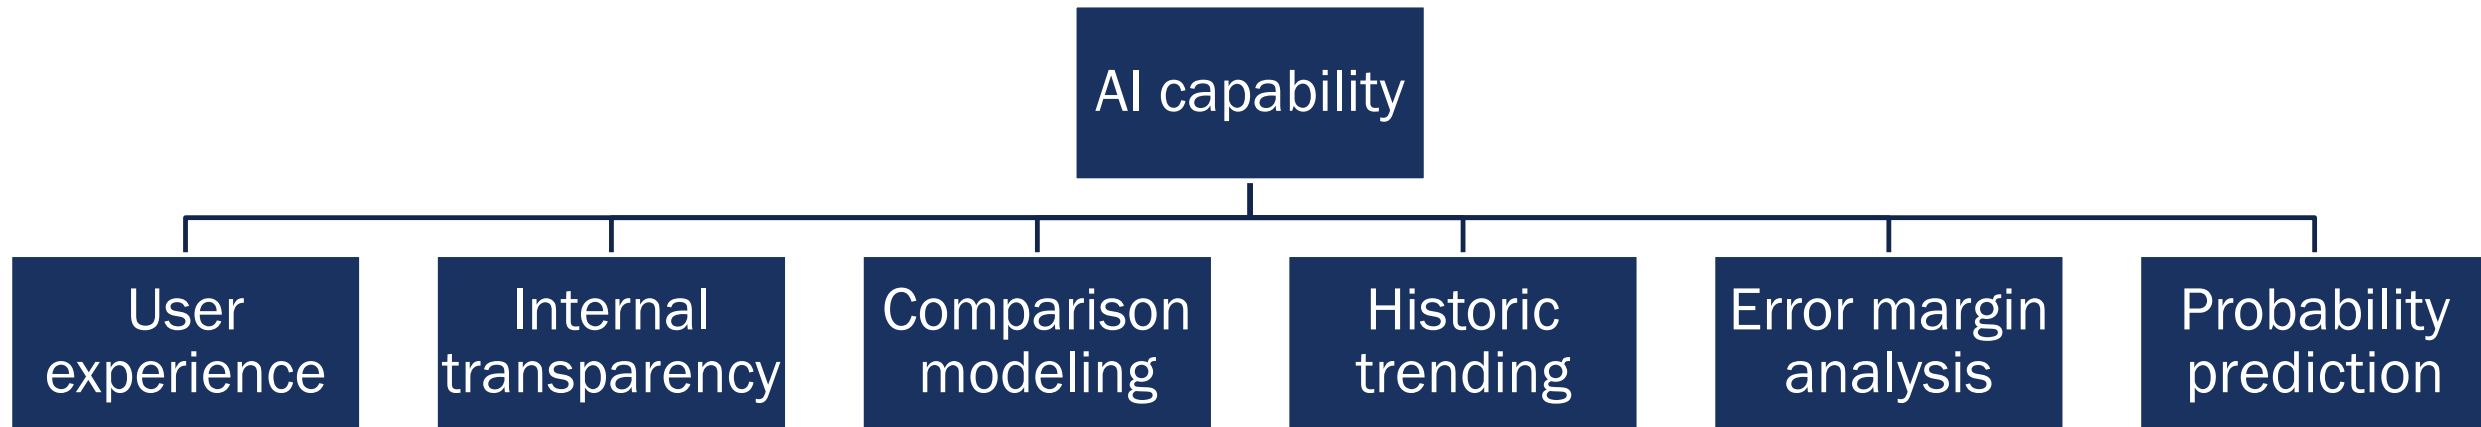 AI capability
User
experience
Internal
transparency
Comparison
modeling
Historic
trending
Error margin
analysis
Probability
prediction